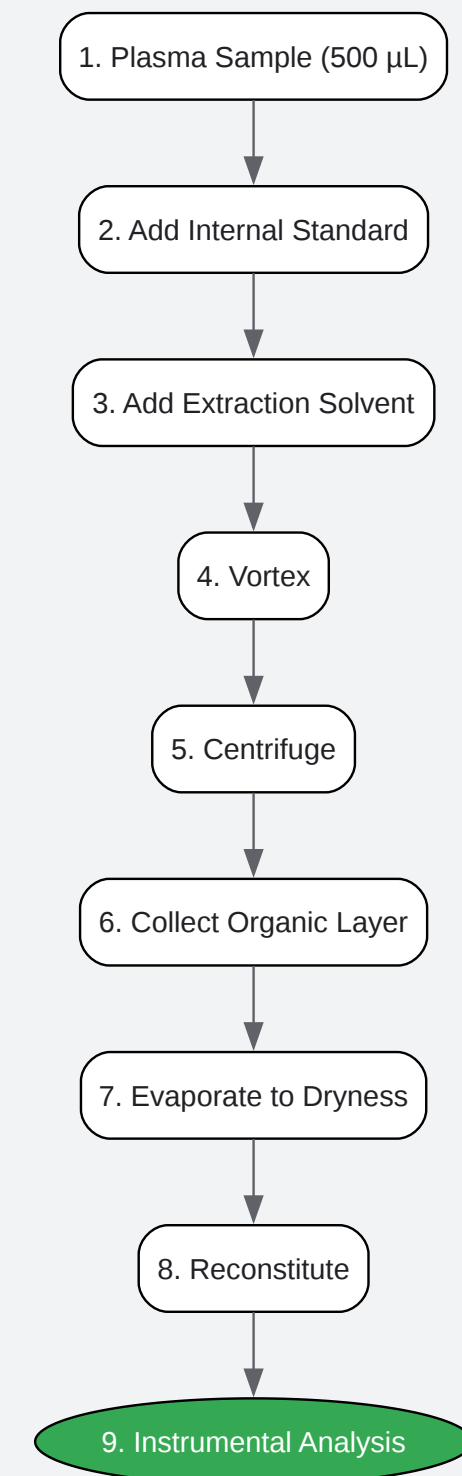 1. Plasma Sample (500 µL)
2. Add Internal Standard
3. Add Extraction Solvent
4. Vortex
5. Centrifuge
6. Collect Organic Layer
7. Evaporate to Dryness
8. Reconstitute
9. Instrumental Analysis